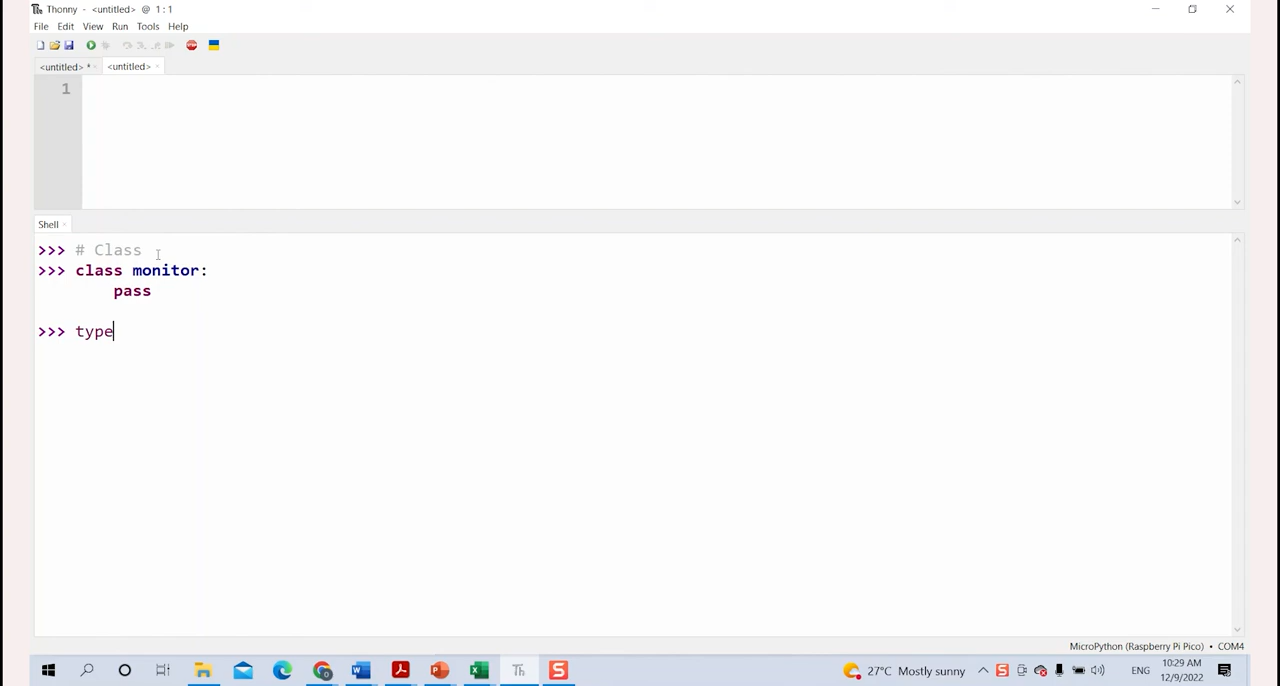 Thonny - <untitled> @ 1:1
File Edit View Run Tools Help
<untitled> * × <untitled> ×
1
Shell ×
>>> # Class
>>> class monitor:
        pass

>>> type
MicroPython (Raspberry Pi Pico) • COM4
27°C Mostly sunny ENG 10:29 AM
12/9/2022